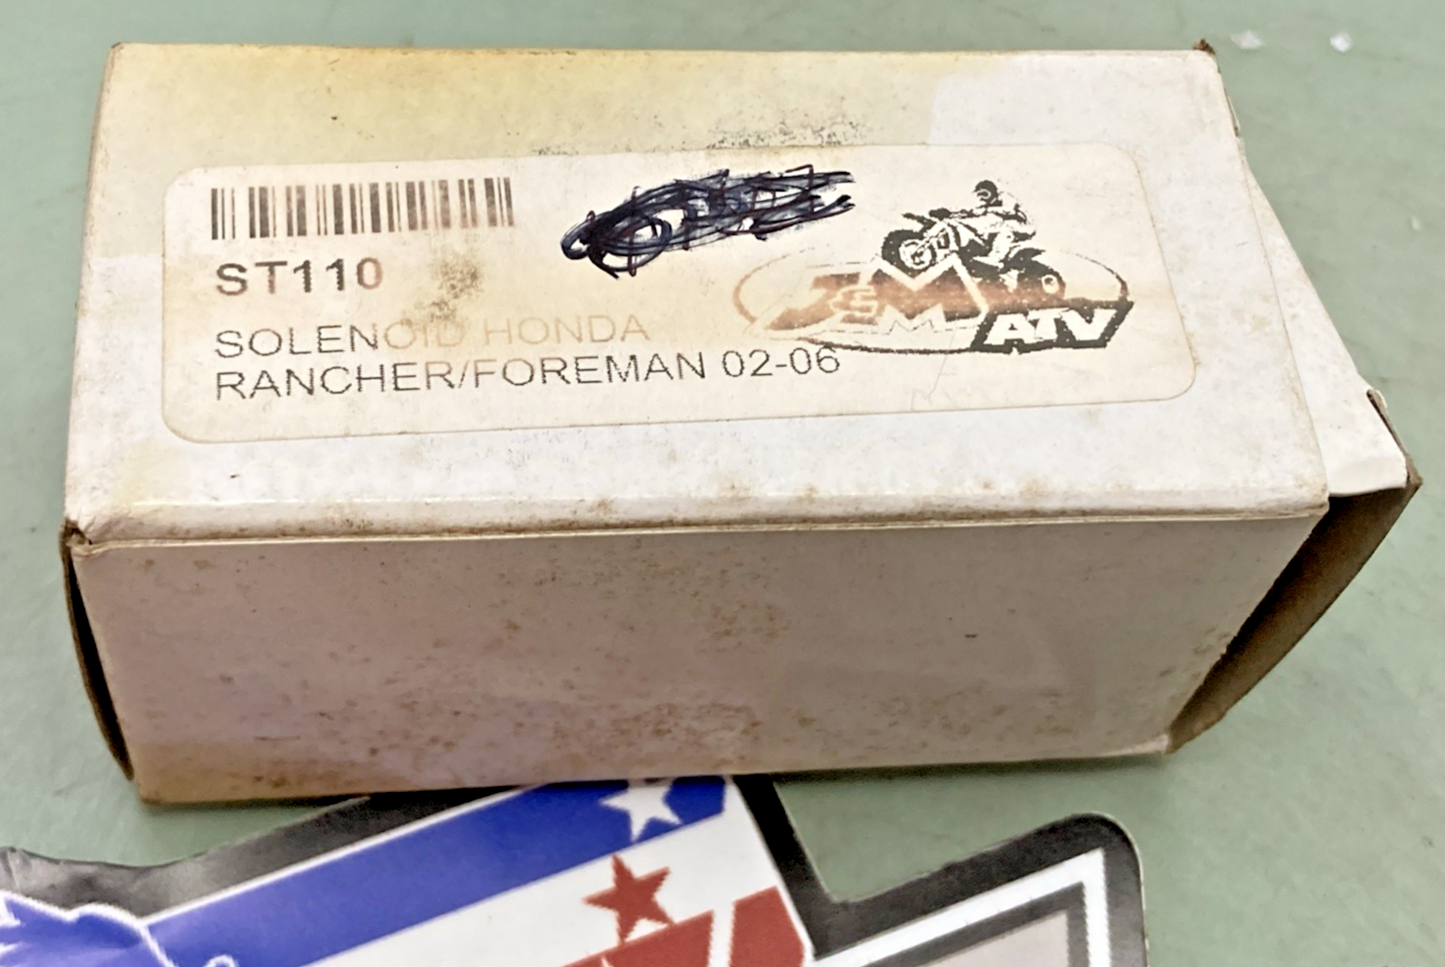 ST110
SOLENOID HONDA
RANCHER/FOREMAN 02-06
J&M
ATV